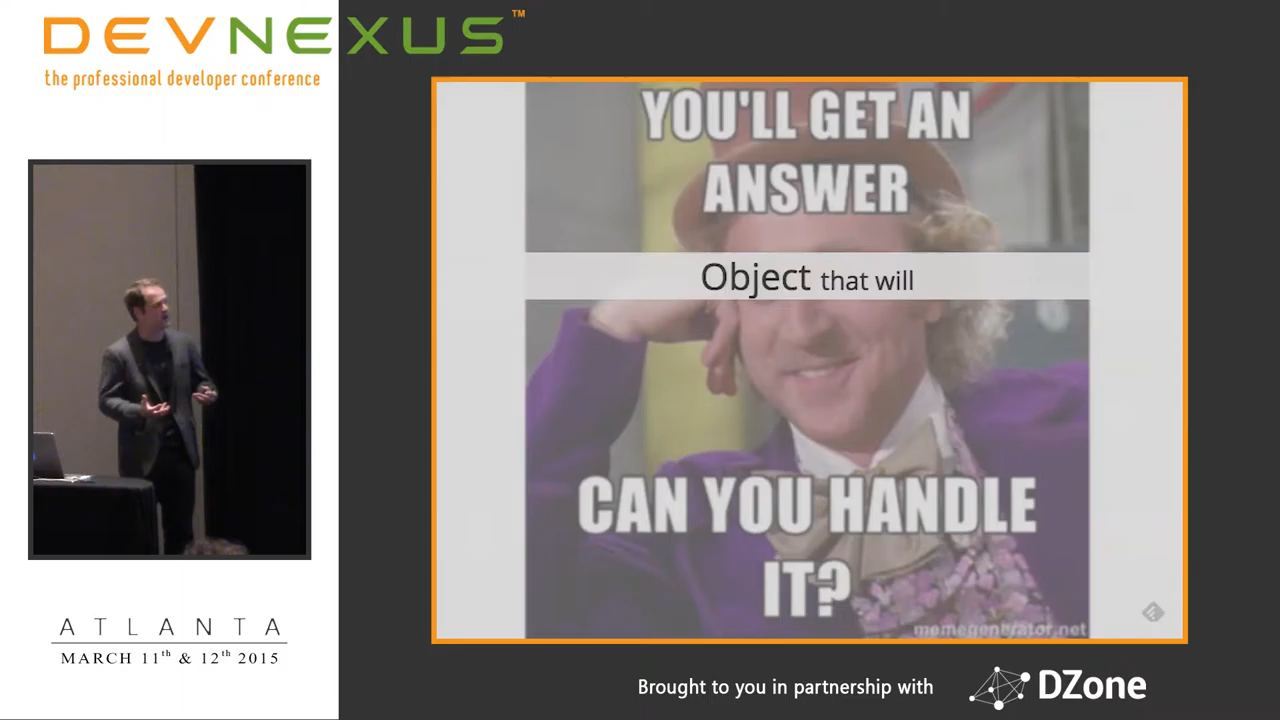 DEVNEXUS™
the professional developer conference
YOU'LL GET AN
ANSWER
Object that will
CAN YOU HANDLE
IT?
memegenerator.net
ATLANTA
MARCH 11th & 12th 2015
Brought to you in partnership with
DZone